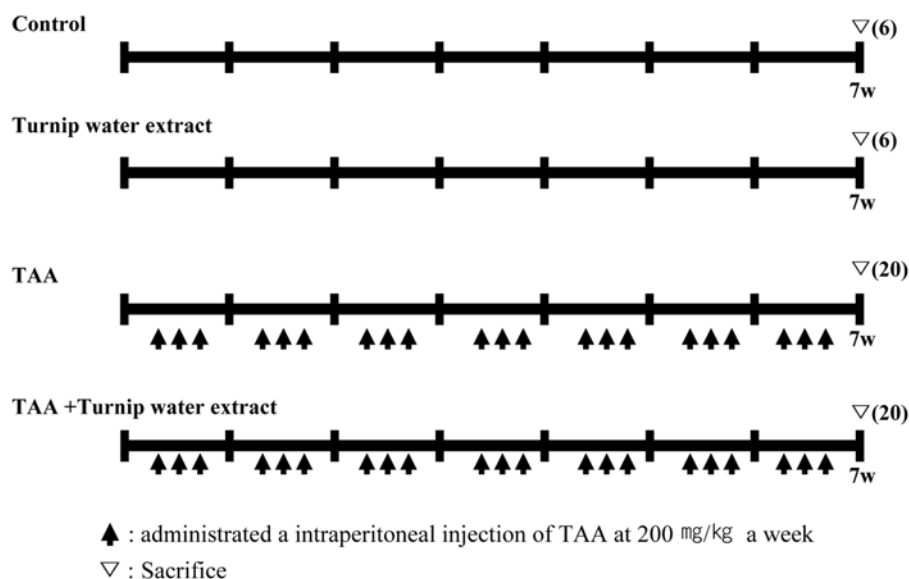 Control
▽(6)
7w
Turnip water extract
▽(6)
7w
TAA
▽(20)
7w
TAA +Turnip water extract
▽(20)
7w
: administrated a intraperitoneal injection of TAA at 200 mg/kg a week
▽ : Sacrifice